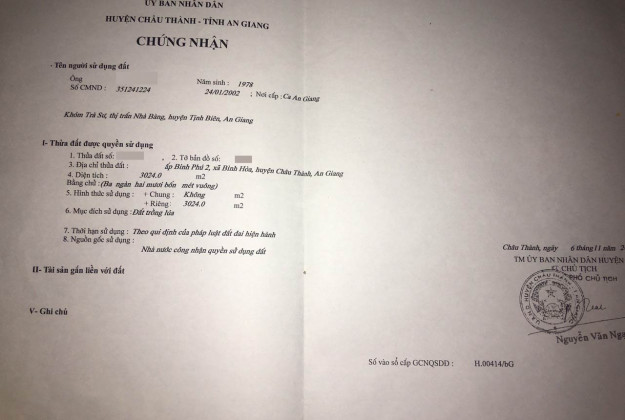 ỦY BAN NHÂN DÂN
HUYỆN CHÂU THÀNH - TỈNH AN GIANG
CHỨNG NHẬN
- Tên người sử dụng đất
Ông
Năm sinh : 1978
Số CMND : 351241224 24/01/2002 ; Nơi cấp : Ca An Giang
Khóm Trà Sư, thị trấn Nhà Bàng, huyện Tịnh Biên, An Giang
I- Thửa đất được quyền sử dụng
1. Thửa đất số: , 2. Tờ bản đồ số:
3. Địa chỉ thửa đất : ấp Bình Phú 2, xã Bình Hòa, huyện Châu Thành, An Giang
4. Diện tích : 3024.0 m2
Bằng chữ : (Ba ngàn hai mươi bốn mét vuông)
5. Hình thức sử dụng : + Chung : Không m2
+ Riêng : 3024.0 m2
6. Mục đích sử dụng : Đất trồng lúa
7. Thời hạn sử dụng : Theo qui định của pháp luật đất đai hiện hành
8. Nguồn gốc sử dụng :
Nhà nước công nhận quyền sử dụng đất
II- Tài sản gắn liền với đất
V- Ghi chú
Châu Thành, ngày 6 tháng 11 năm 2
TM ỦY BAN NHÂN DÂN HUYỆN
CHỦ TỊCH
PHÓ CHỦ TỊCH
Nguyễn Văn
Số vào sổ cấp GCNQSDĐ : H.00414/bG